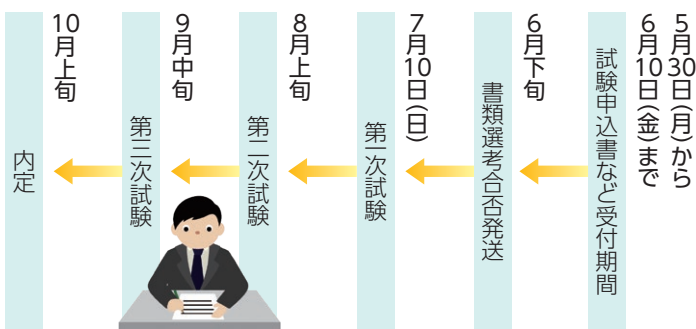 5月30日(月)から
6月10日(金)まで
試験申込書など受付期間
6月下旬
書類選考合否発送
7月10日(日)
第一次試験
8月上旬
第二次試験
9月中旬
第三次試験
10月上旬
内定